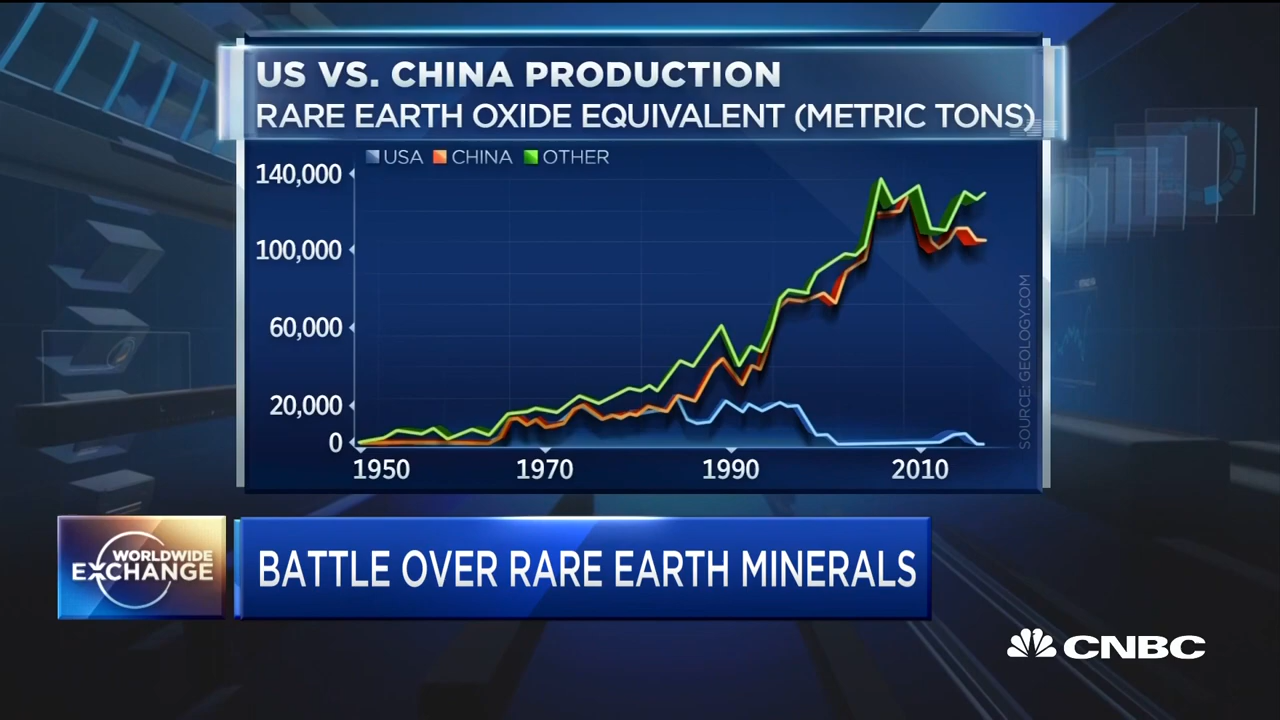 US VS. CHINA PRODUCTION
RARE EARTH OXIDE EQUIVALENT (METRIC TONS)
USA CHINA OTHER
140,000
100,000
60,000
20,000
0
1950 1970 1990 2010
SOURCE: GEOLOGY.COM
WORLDWIDE
EXCHANGE
BATTLE OVER RARE EARTH MINERALS
CNBC